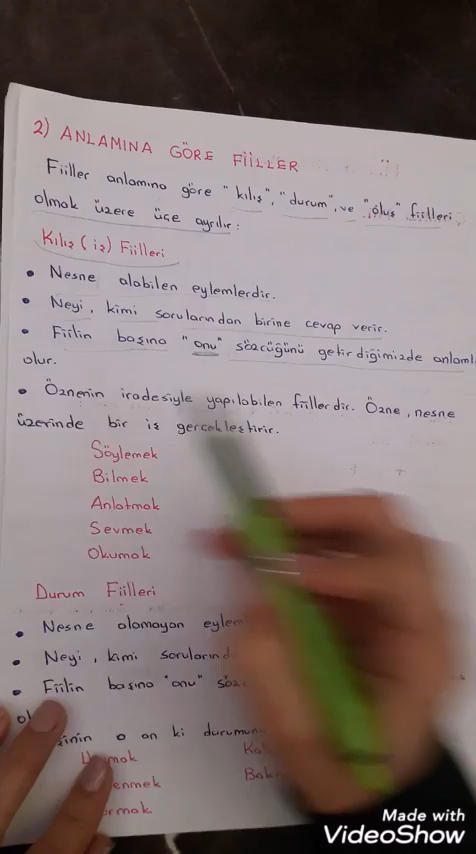 2) ANLAMINA GÖRE FİİLLER
Fiiller anlamına göre "kılış", "durum", ve "oluş" fiilleri
olmak üzere üçe ayrılır:
Kılış (iş) Fiilleri
• Nesne alabilen eylemlerdir.
• Neyi, kimi sorularından birine cevap verir.
• Fiilin başına "onu" sözcüğünü getirdiğimizde anlamlı
olur.
• Öznenin iradesiyle yapılabilen fiillerdir. Özne, nesne
üzerinde bir iş gerçekleştirir.
Söylemek
Bilmek
Anlatmak
Sevmek
Okumak
Durum Fiilleri
• Nesne alamayan
• Neyi, kimi
• Fiilin başına "onu"
o an ki
Made with
VideoShow